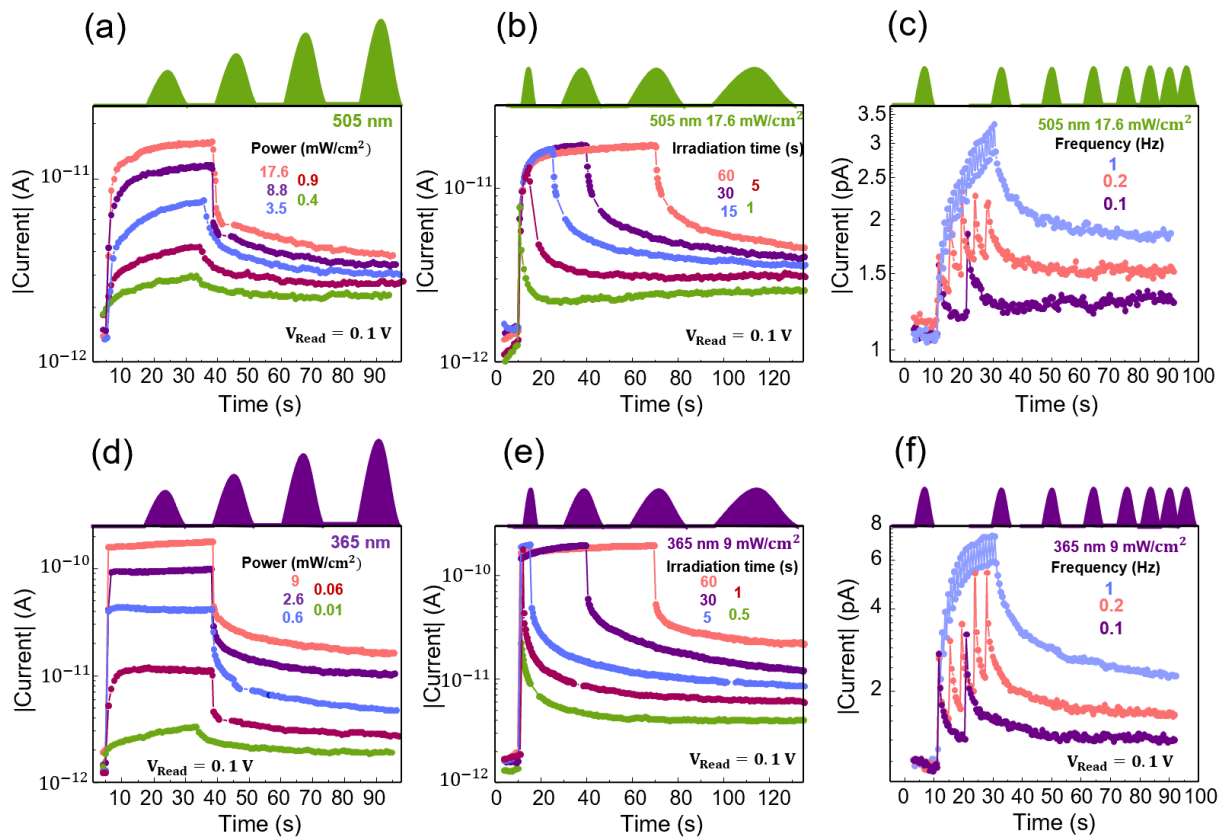 (a)
(b)
(c)
505 nm
Power (mW/cm²)
17.6
0.9
8.8
0.4
3.5
V_Read = 0.1 V
|Current| (A)
10⁻¹¹
10⁻¹²
10 20 30 40 50 60 70 80 90
Time (s)
505 nm 17.6 mW/cm²
Irradiation time (s)
60
5
30
1
15
V_Read = 0.1 V
|Current| (A)
10⁻¹¹
10⁻¹²
0 20 40 60 80 100 120
Time (s)
505 nm 17.6 mW/cm²
Frequency (Hz)
1
0.2
0.1
|Current| (pA)
3.5
3
2.5
2
1.5
1
0 10 20 30 40 50 60 70 80 90 100
Time (s)
(d)
(e)
(f)
365 nm
Power (mW/cm²)
9
0.06
2.6
0.01
0.6
V_Read = 0.1 V
|Current| (A)
10⁻¹⁰
10⁻¹¹
10⁻¹²
10 20 30 40 50 60 70 80 90
Time (s)
365 nm 9 mW/cm²
Irradiation time (s)
60
1
30
0.5
5
V_Read = 0.1 V
|Current| (A)
10⁻¹⁰
10⁻¹¹
10⁻¹²
0 20 40 60 80 100 120
Time (s)
365 nm 9 mW/cm²
Frequency (Hz)
1
0.2
0.1
V_Read = 0.1 V
|Current| (pA)
8
6
4
2
0 10 20 30 40 50 60 70 80 90 100
Time (s)